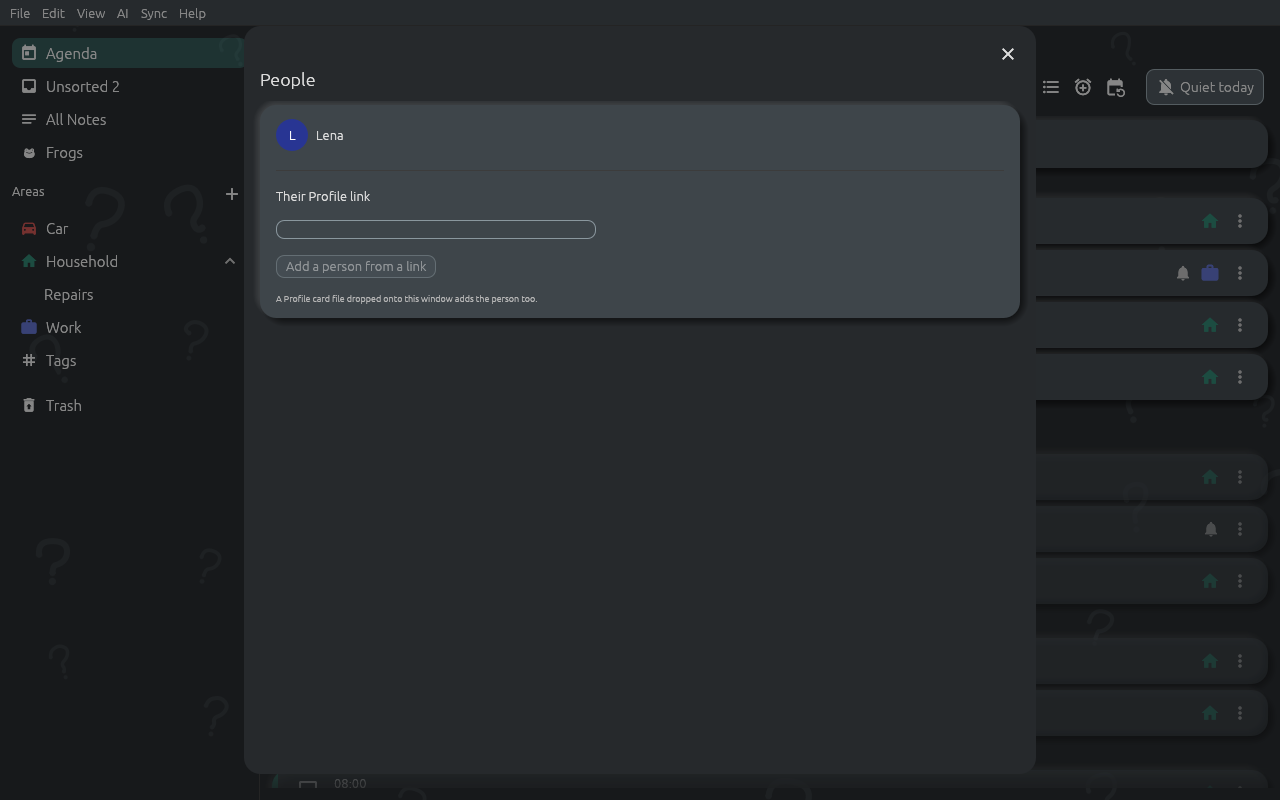 File Edit View AI Sync Help
Agenda
Unsorted 2
All Notes
Frogs
Areas
Car
Household
Repairs
Work
Tags
Trash
People
L Lena
Their Profile link
Add a person from a link
A Profile card file dropped onto this window adds the person too.
Quiet today
08:00